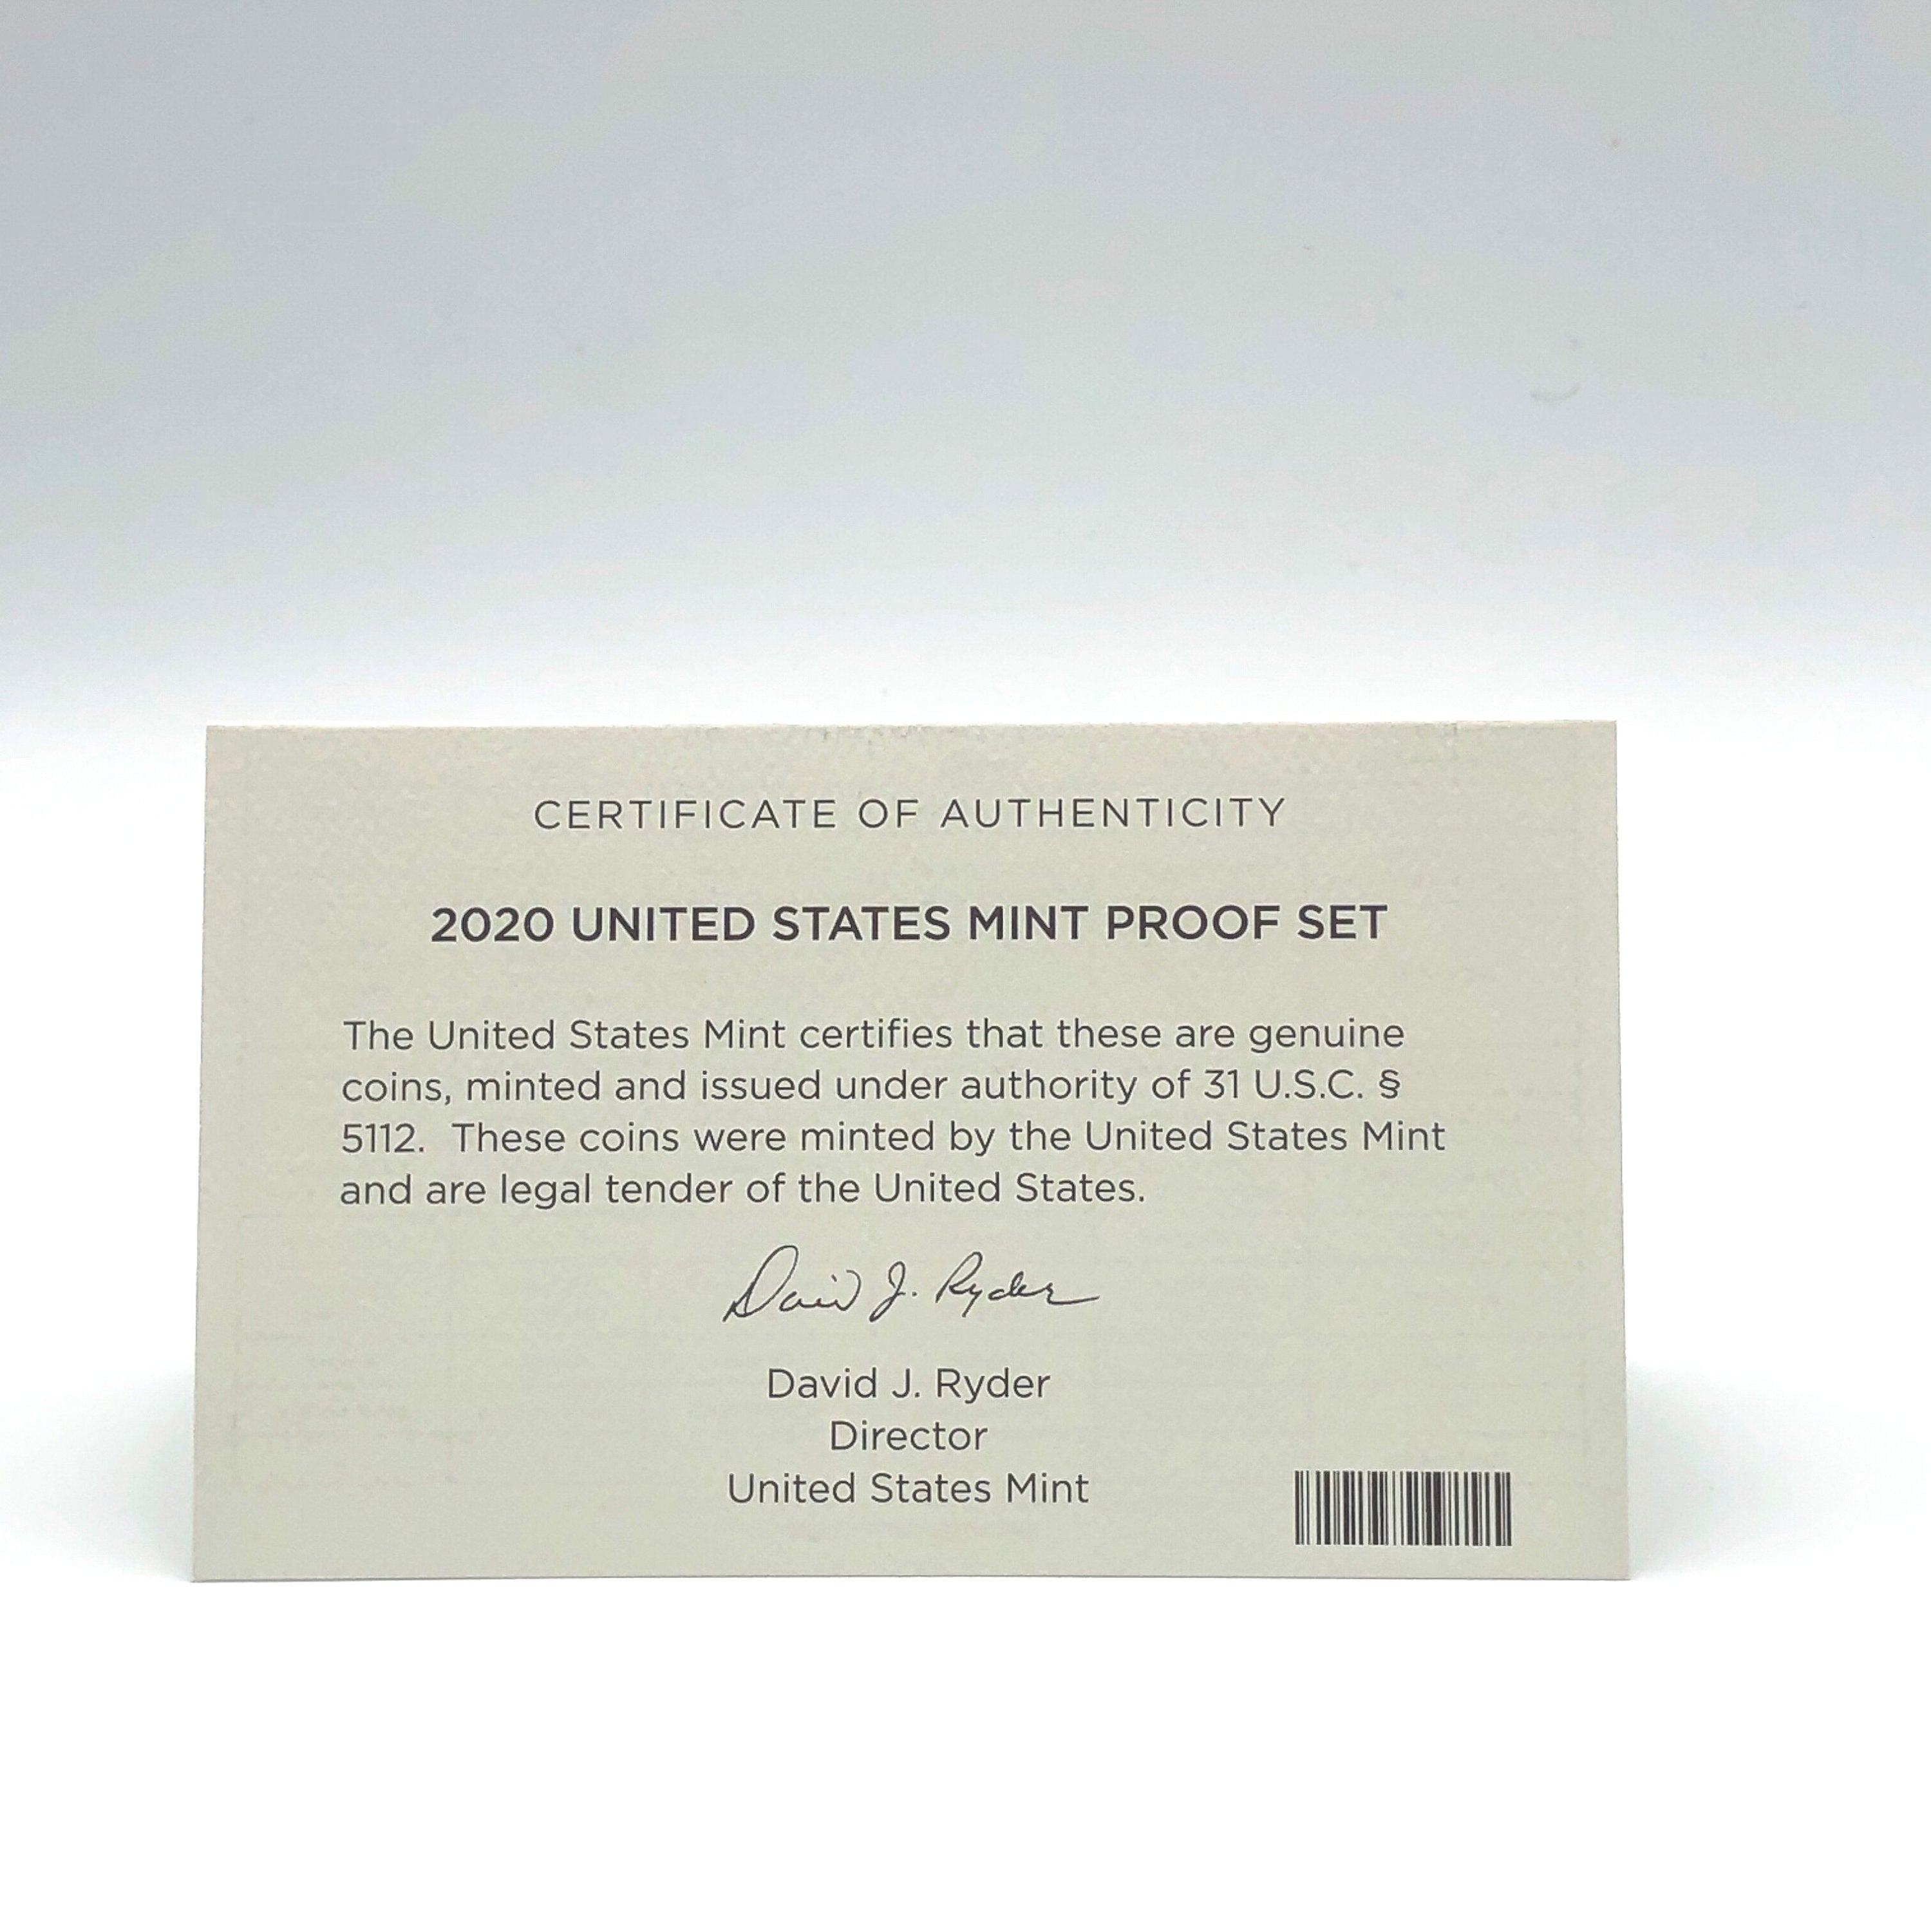 CERTIFICATE OF AUTHENTICITY
2020 UNITED STATES MINT PROOF SET
The United States Mint certifies that these are genuine
coins, minted and issued under authority of 31 U.S.C. §
5112.  These coins were minted by the United States Mint
and are legal tender of the United States.
David J. Ryder
David J. Ryder
Director
United States Mint